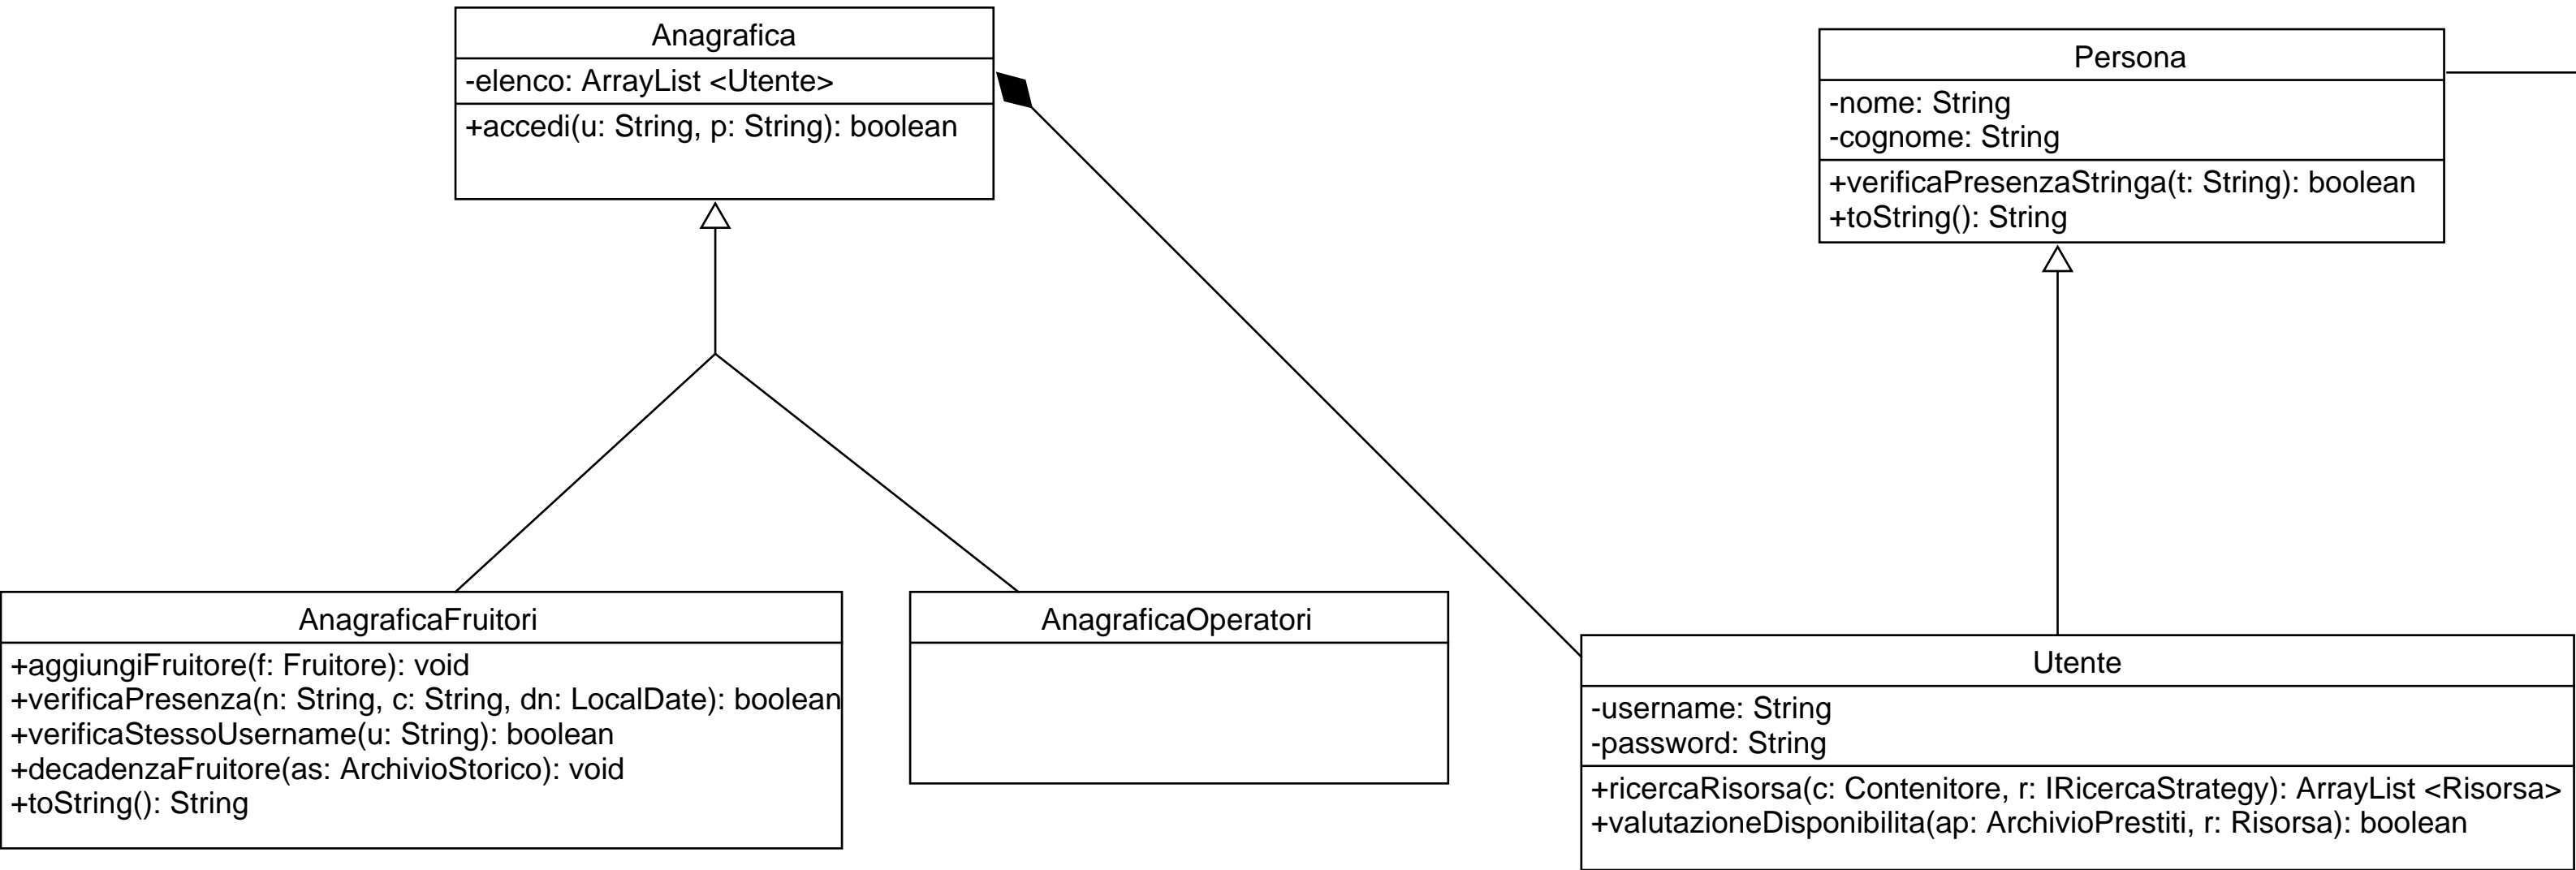 Anagrafica
-elenco: ArrayList <Utente>
+accedi(u: String, p: String): boolean
Persona
-nome: String
-cognome: String
+verificaPresenzaStringa(t: String): boolean
+toString(): String
AnagraficaFruitori
+aggiungiFruitore(f: Fruitore): void
+verificaPresenza(n: String, c: String, dn: LocalDate): boolean
+verificaStessoUsername(u: String): boolean
+decadenzaFruitore(as: ArchivioStorico): void
+toString(): String
AnagraficaOperatori
Utente
-username: String
-password: String
+ricercaRisorsa(c: Contenitore, r: IRicercaStrategy): ArrayList <Risorsa>
+valutazioneDisponibilita(ap: ArchivioPrestiti, r: Risorsa): boolean